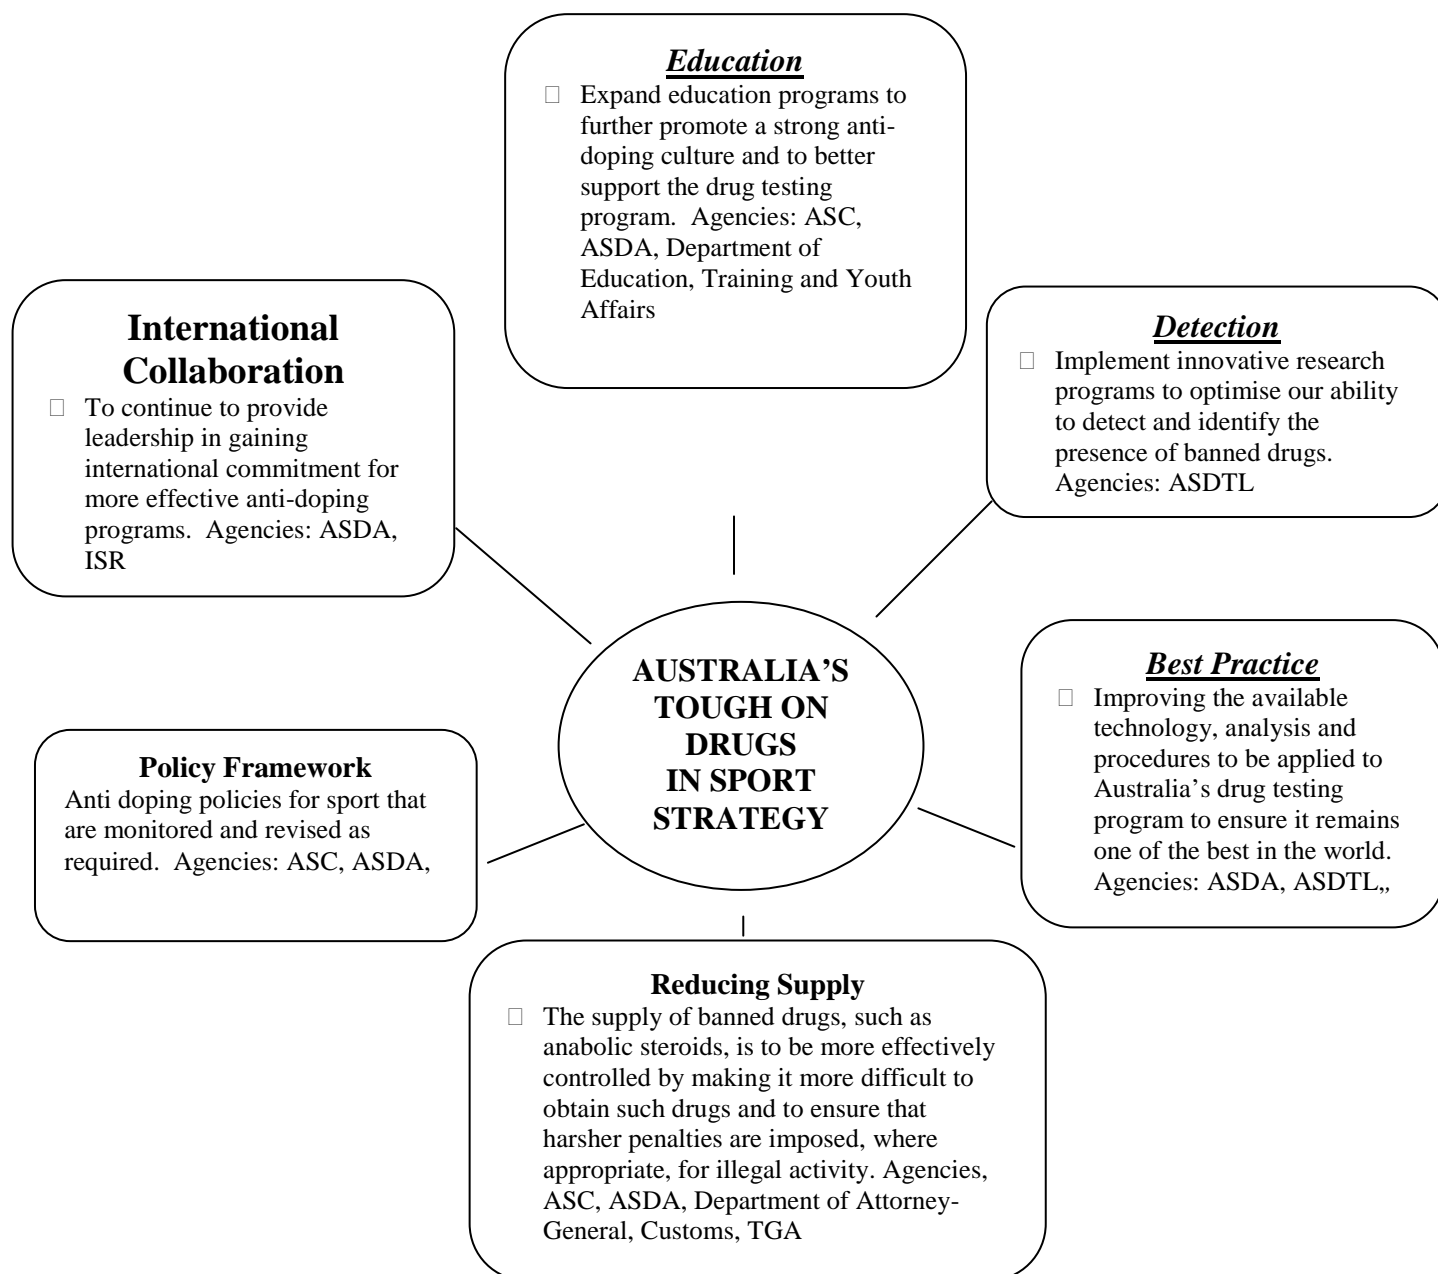 Education
□ Expand education programs to
further promote a strong anti-
doping culture and to better
support the drug testing
program.  Agencies: ASC,
ASDA, Department of
Education, Training and Youth
Affairs
International
Collaboration
□ To continue to provide
leadership in gaining
international commitment for
more effective anti-doping
programs.  Agencies: ASDA,
ISR
Detection
□ Implement innovative research
programs to optimise our ability
to detect and identify the
presence of banned drugs.
Agencies: ASDTL
AUSTRALIA’S
TOUGH ON
DRUGS
IN SPORT
STRATEGY
Best Practice
□ Improving the available
technology, analysis and
procedures to be applied to
Australia’s drug testing
program to ensure it remains
one of the best in the world.
Agencies: ASDA, ASDTL,,
Policy Framework
Anti doping policies for sport that
are monitored and revised as
required.  Agencies: ASC, ASDA,
Reducing Supply
□ The supply of banned drugs, such as
anabolic steroids, is to be more effectively
controlled by making it more difficult to
obtain such drugs and to ensure that
harsher penalties are imposed, where
appropriate, for illegal activity. Agencies,
ASC, ASDA, Department of Attorney-
General, Customs, TGA